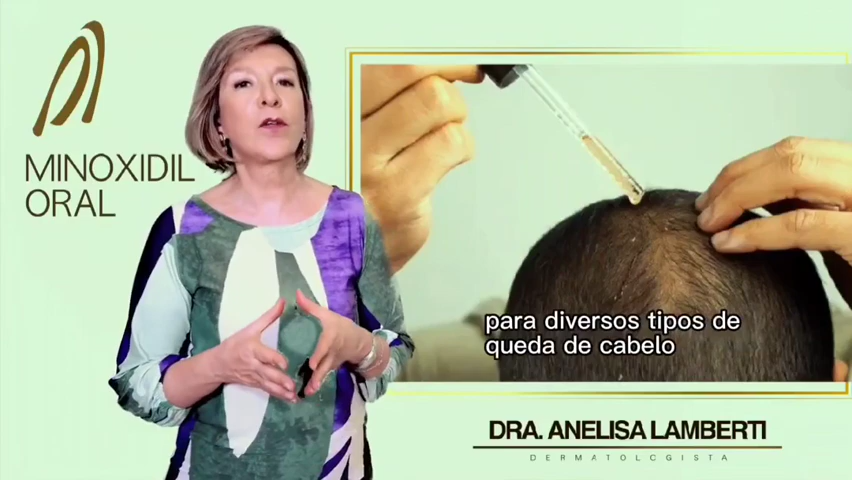 MINOXIDIL
ORAL
para diversos tipos de
queda de cabelo
DRA. ANELISA LAMBERTI
DERMATOLOGISTA